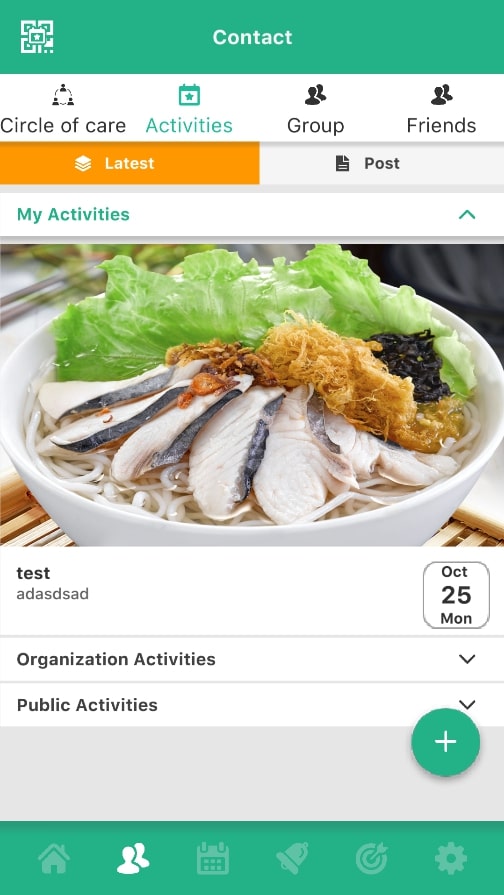 Contact
Circle of care Activities Group Friends
Latest Post
My Activities
test
adasdsad
Oct
25
Mon
Organization Activities
Public Activities